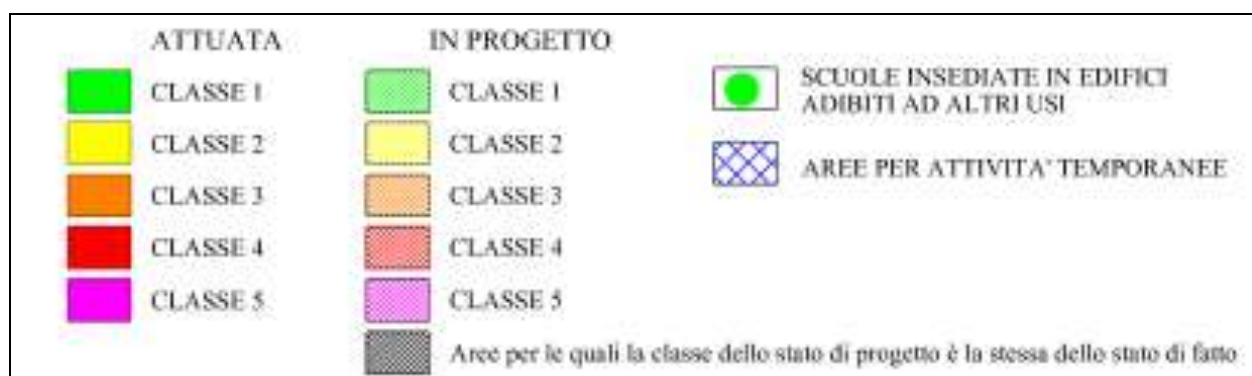 ATTUATA
CLASSE 1
CLASSE 2
CLASSE 3
CLASSE 4
CLASSE 5
IN PROGETTO
CLASSE 1
CLASSE 2
CLASSE 3
CLASSE 4
CLASSE 5
Aree per le quali la classe dello stato di progetto è la stessa dello stato di fatto
SCUOLE INSEDIATE IN EDIFICI
ADIBITI AD ALTRI USI
AREE PER ATTIVITA' TEMPORANEE